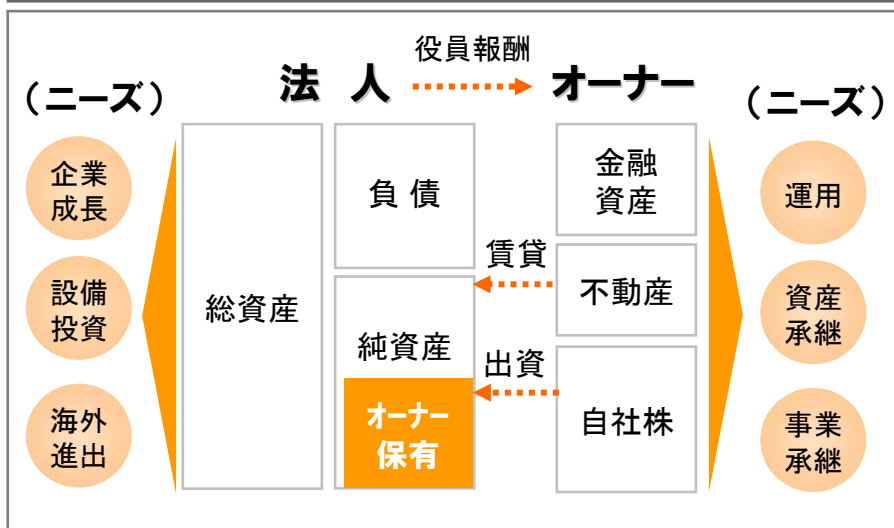 役員報酬
（ニーズ）
法 人
オーナー
（ニーズ）
企業
成長
設備
投資
海外
進出
総資産
負 債
純資産
オーナー
保有
賃貸
出資
金融
資産
不動産
自社株
運用
資産
承継
事業
承継